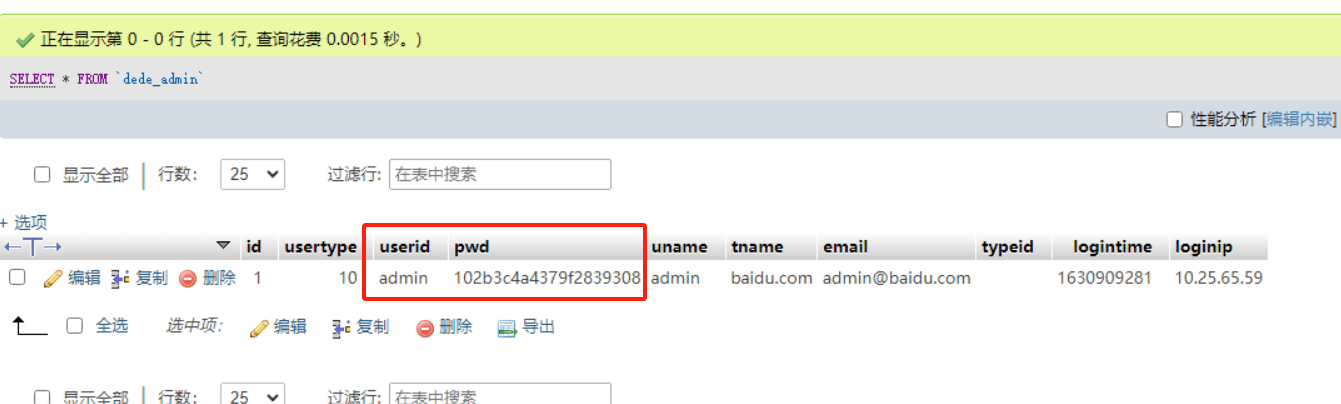 正在显示第 0 - 0 行 (共 1 行, 查询花费 0.0015 秒。)
SELECT * FROM `dede_admin`
性能分析 [编辑内嵌]
显示全部 行数: 25 过滤行: 在表中搜索
+ 选项
←T→ id usertype userid pwd uname tname email typeid logintime loginip
编辑 复制 删除 1 10 admin 102b3c4a4379f2839308 admin baidu.com admin@baidu.com 1630909281 10.25.65.59
全选 选中项: 编辑 复制 删除 导出
显示全部 行数: 25 过滤行: 在表中搜索